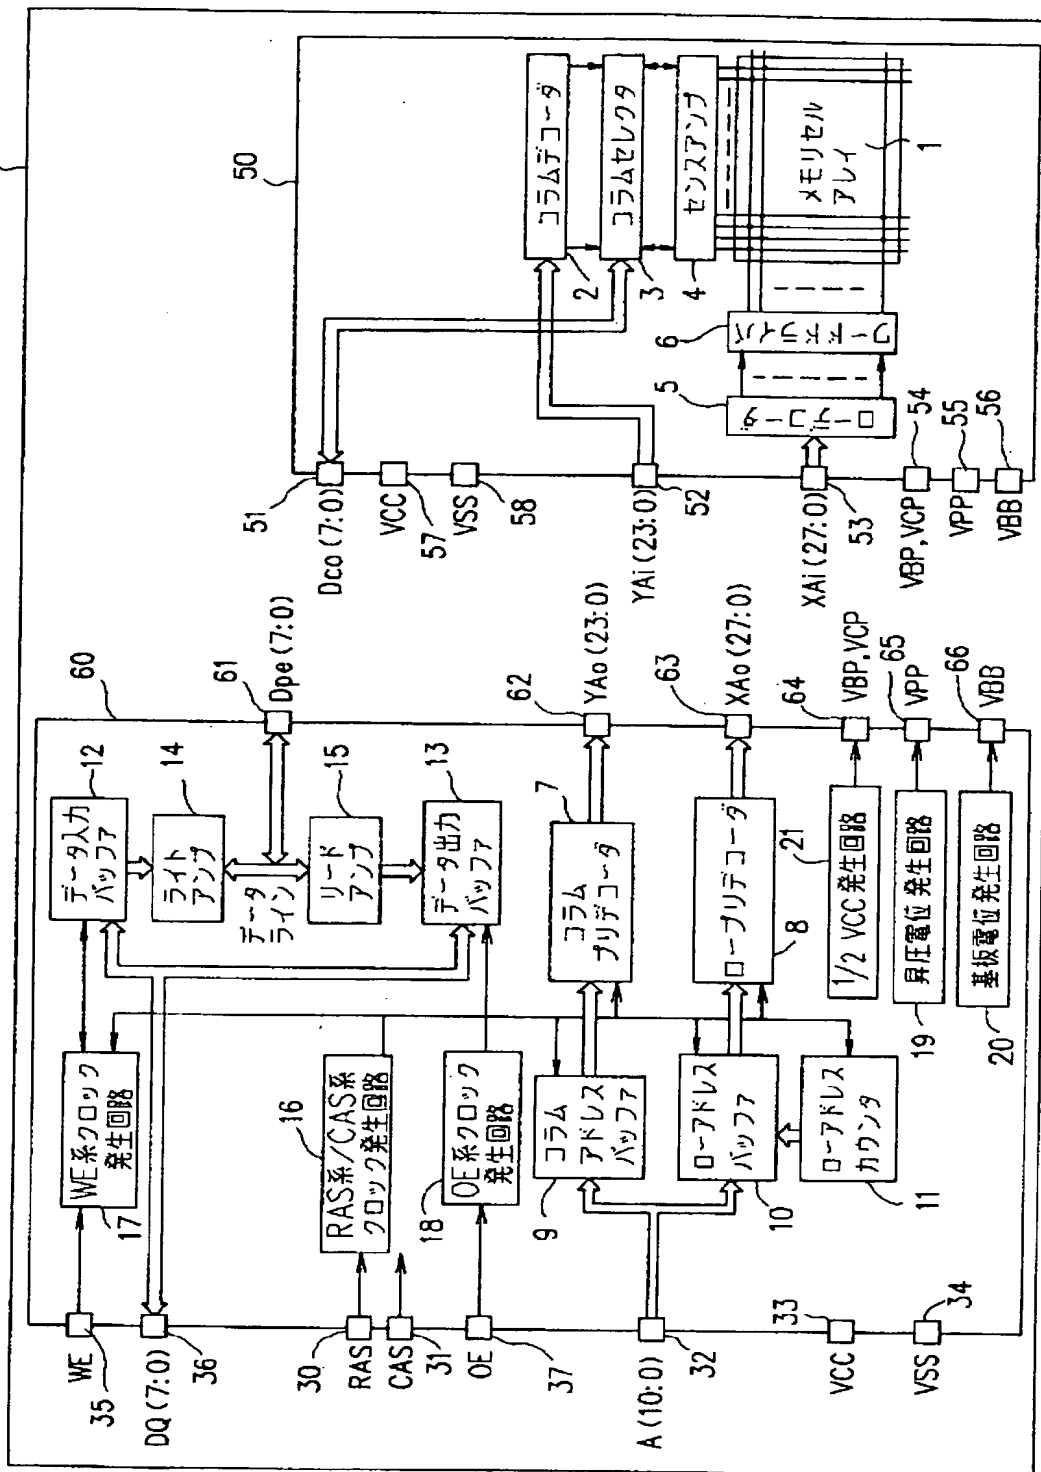 60
WE
35
DQ (7:0)
36
RAS
30
CAS
31
OE
37
A (10:0)
32
VCC
33
VSS
34
WE系クロック
発生回路
17
RAS系/CAS系
クロック発生回路
16
OE系クロック
発生回路
18
コラム
アドレス
バッファ
9
ローアドレス
バッファ
10
ローアドレス
カウンタ
11
データ入力
バッファ
12
ライト
アンプ
14
データ
ライン
リード
アンプ
15
データ出力
バッファ
13
コラム
プリデコーダ
7
ロープリデコーダ
8
1/2 VCC 発生回路
21
昇圧電位発生回路
19
基板電位発生回路
20
61
Dpe (7:0)
62
YAo (23:0)
63
XAo (27:0)
64
VBP,VCP
65
VPP
66
VBB
50
51
Dco (7:0)
VCC
57
VSS
58
YAi (23:0)
52
XAi (27:0)
53
VBP,VCP
54
VPP
55
VBB
56
コラムデコーダ
2
コラムセレクタ
3
センスアンプ
4
ローデコーダ
5
ワードドライバ
6
メモリセル
アレイ
1